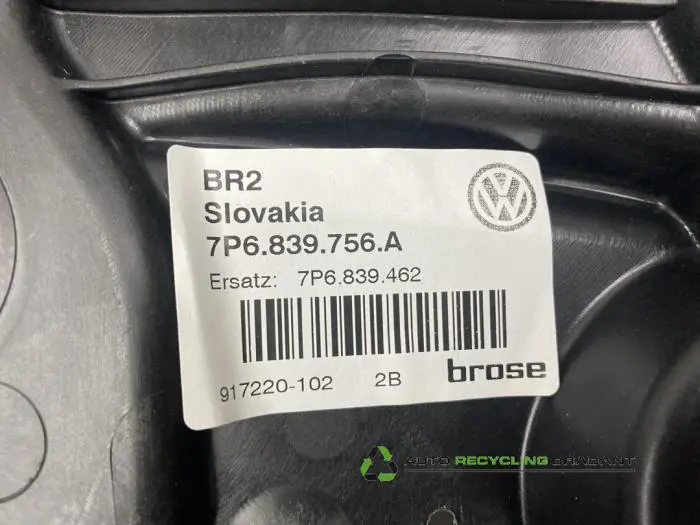 BR2
Slovakia
7P6.839.756.A
Ersatz: 7P6.839.462
917220-102 2B brose
AUTO RECYCLING BRABANT